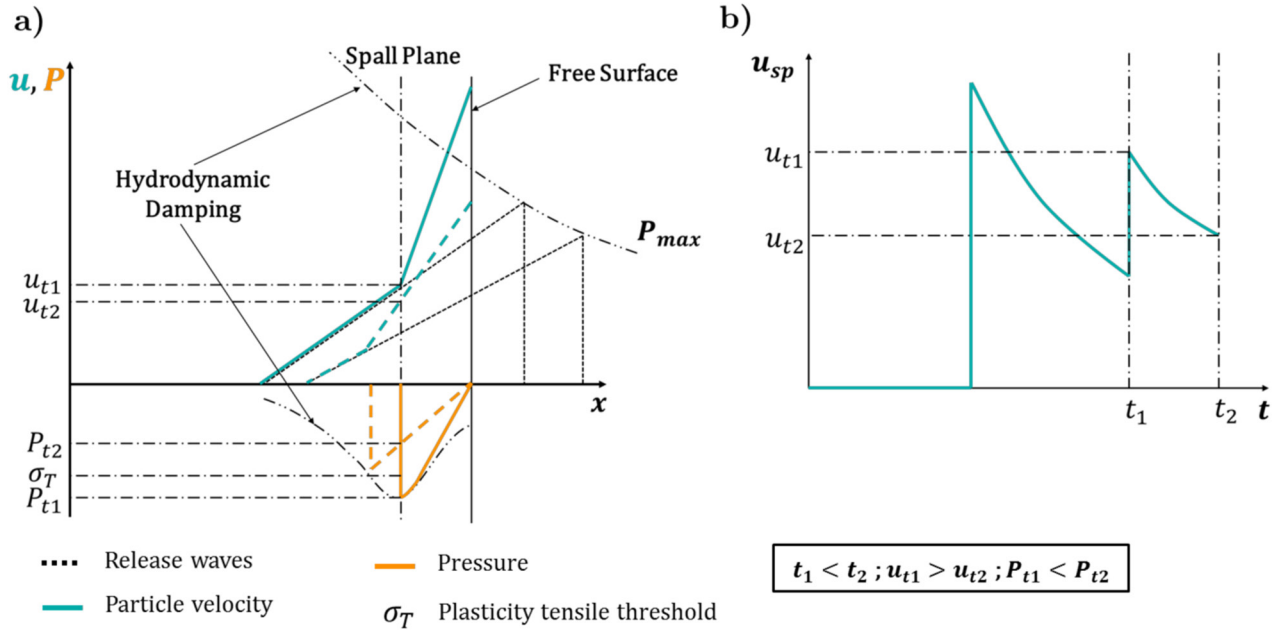 a)
u, P
Spall Plane
Free Surface
Hydrodynamic
Damping
P_max
u_t1
u_t2
x
P_t2
σ_T
P_t1
Release waves
Particle velocity
Pressure
σ_T Plasticity tensile threshold
b)
u_sp
u_t1
u_t2
t_1
t_2
t
t_1 < t_2 ; u_t1 > u_t2 ; P_t1 < P_t2